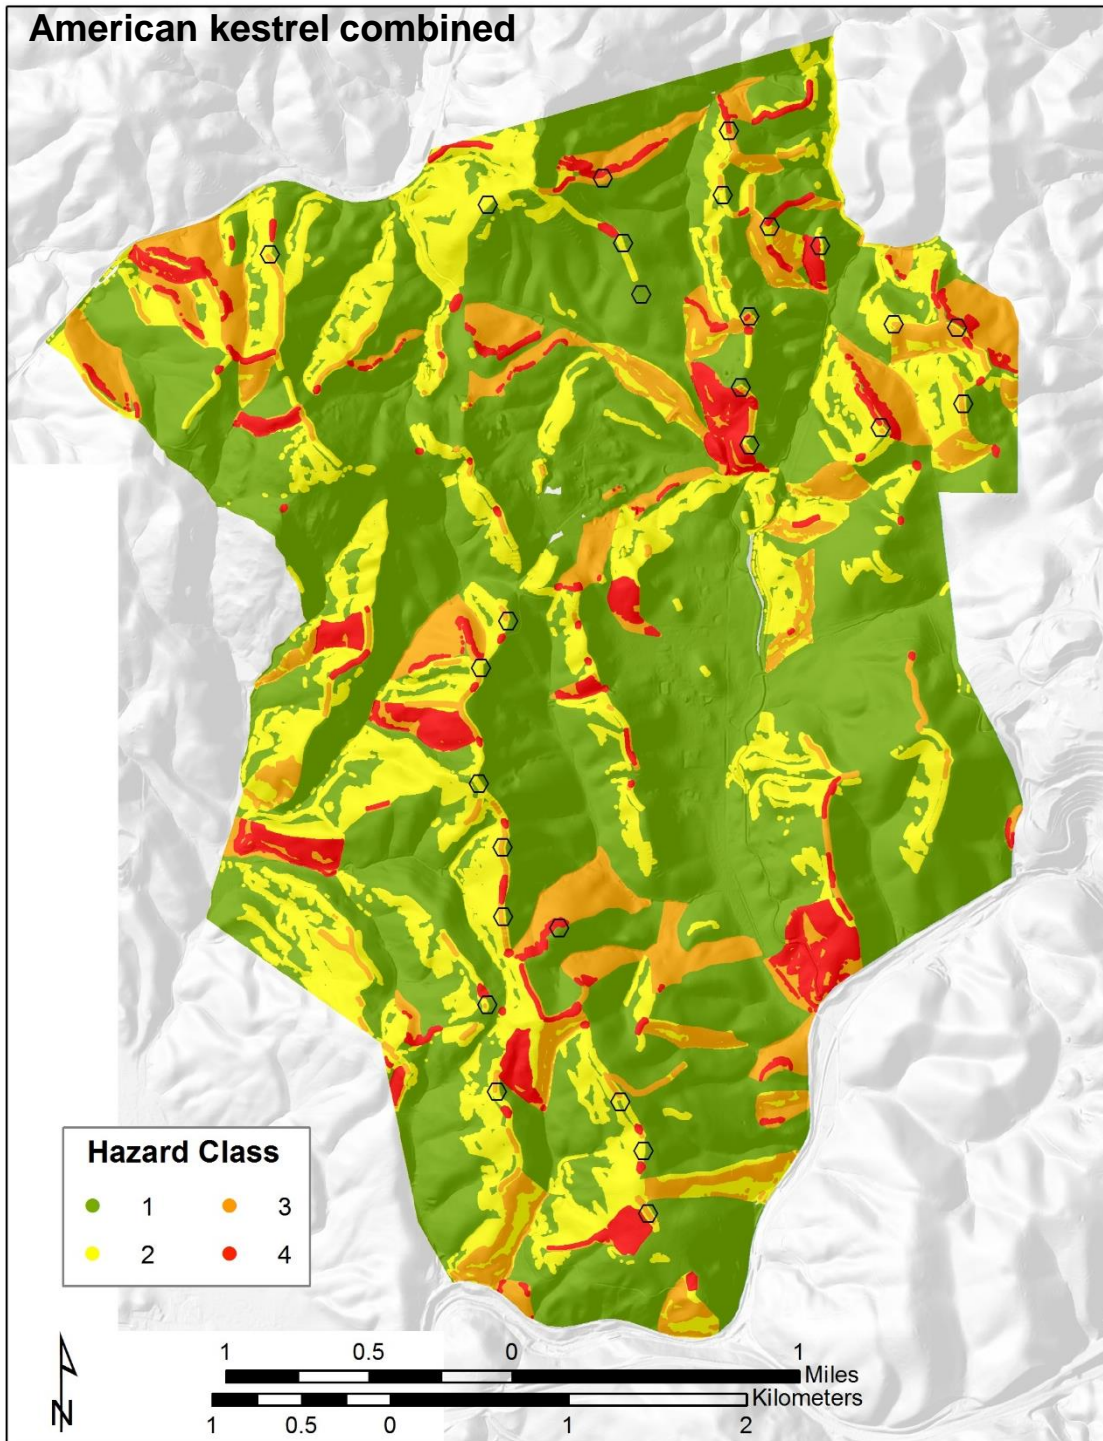 American kestrel combined
Hazard Class
1 3
2 4
1 0.5 0 1
Miles
Kilometers
1 0.5 0 1 2
N